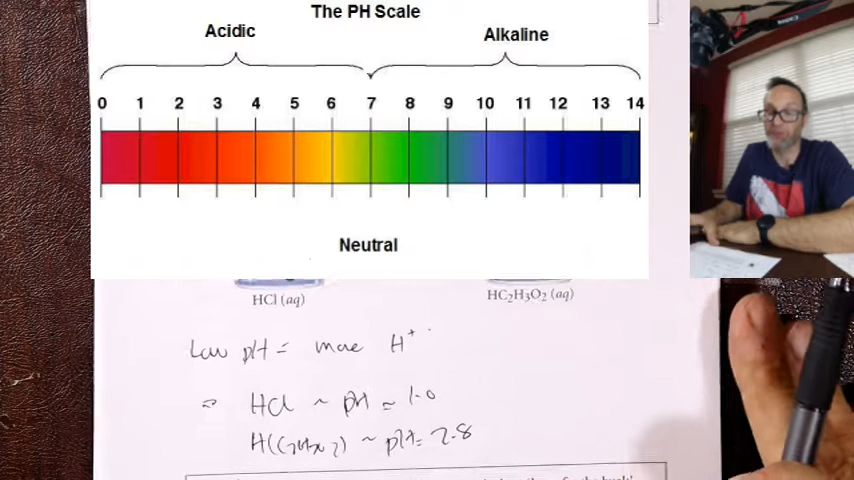 The PH Scale
Acidic
Alkaline
0 1 2 3 4 5 6 7 8 9 10 11 12 13 14
Neutral
HCl (aq)
HC₂H₃O₂ (aq)
Low pH = more H⁺
⇒ HCl ~ pH = 1.0
~ pH = 2.8